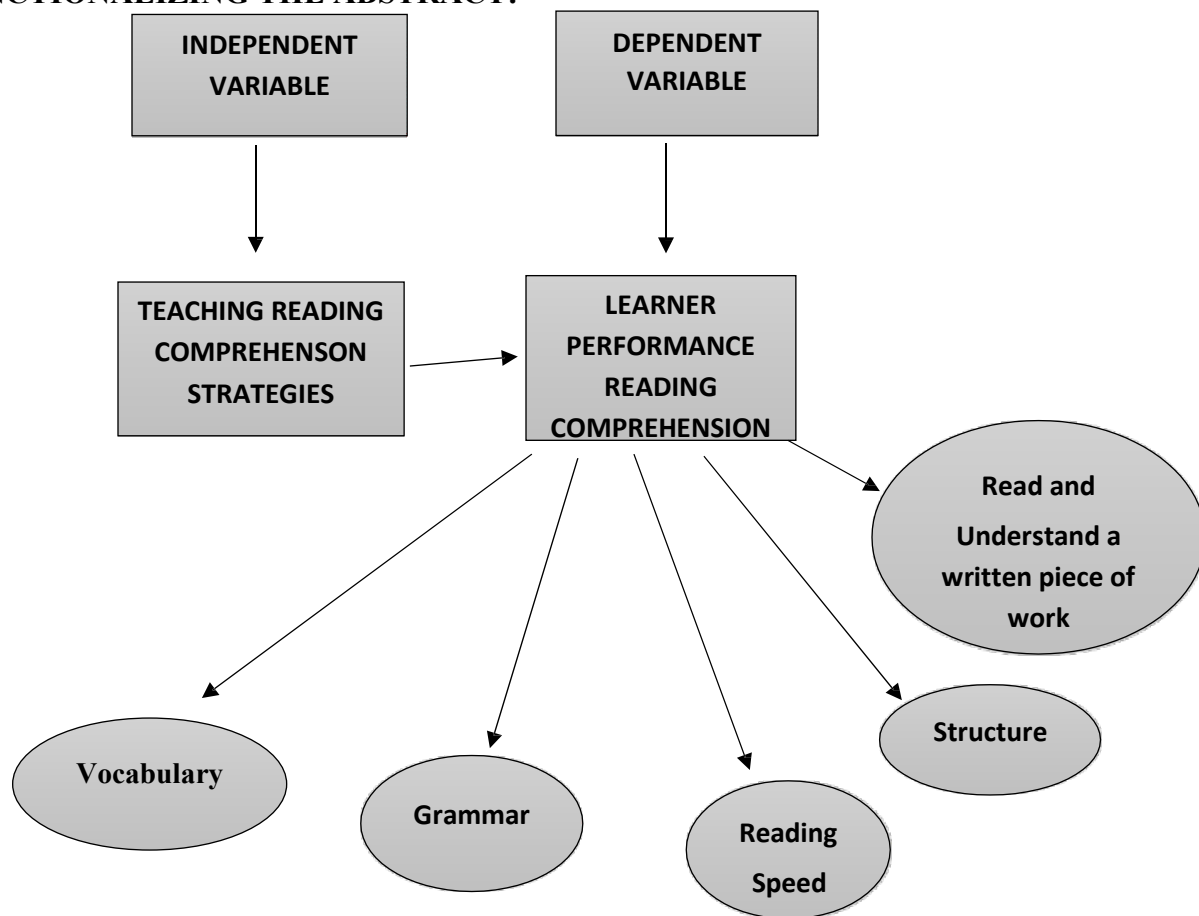 THE ABSTRACT:
INDEPENDENT
VARIABLE
DEPENDENT
VARIABLE
TEACHING READING
COMPREHENSON
STRATEGIES
LEARNER
PERFORMANCE
READING
COMPREHENSION
Read and
Understand a
written piece of
work
Structure
Vocabulary
Grammar
Reading
Speed